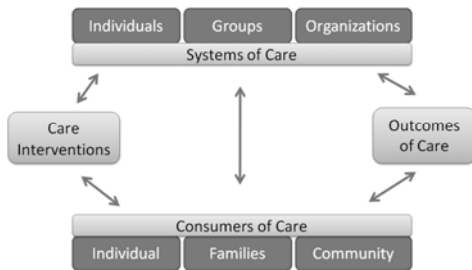 Individuals Groups Organizations
Systems of Care
Care
Interventions
Outcomes
of Care
Consumers of Care
Individual Families Community